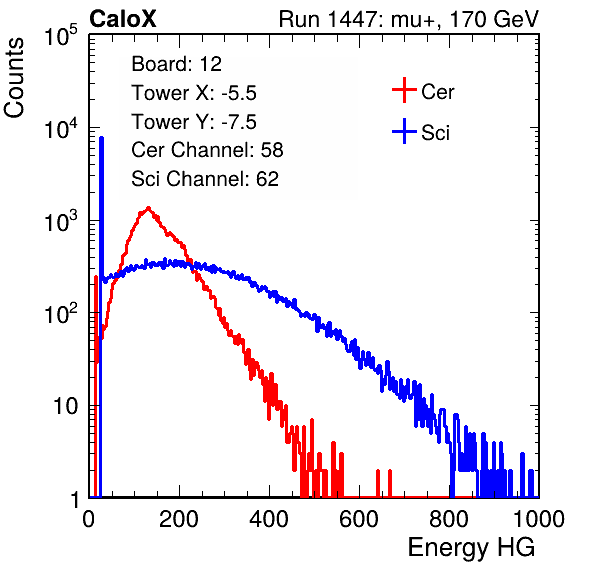 CaloX Run 1447: mu+, 170 GeV
Counts
Board: 12
Tower X: -5.5
Tower Y: -7.5
Cer Channel: 58
Sci Channel: 62
Cer
Sci
10^5
10^4
10^3
10^2
10
1
0 200 400 600 800 1000
Energy HG